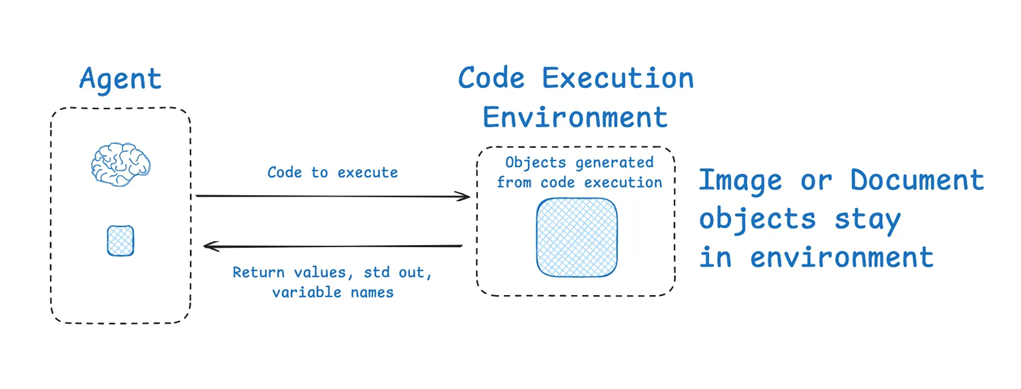 Agent
Code Execution
Environment
Code to execute
Return values, std out,
variable names
Objects generated
from code execution
Image or Document
objects stay
in environment